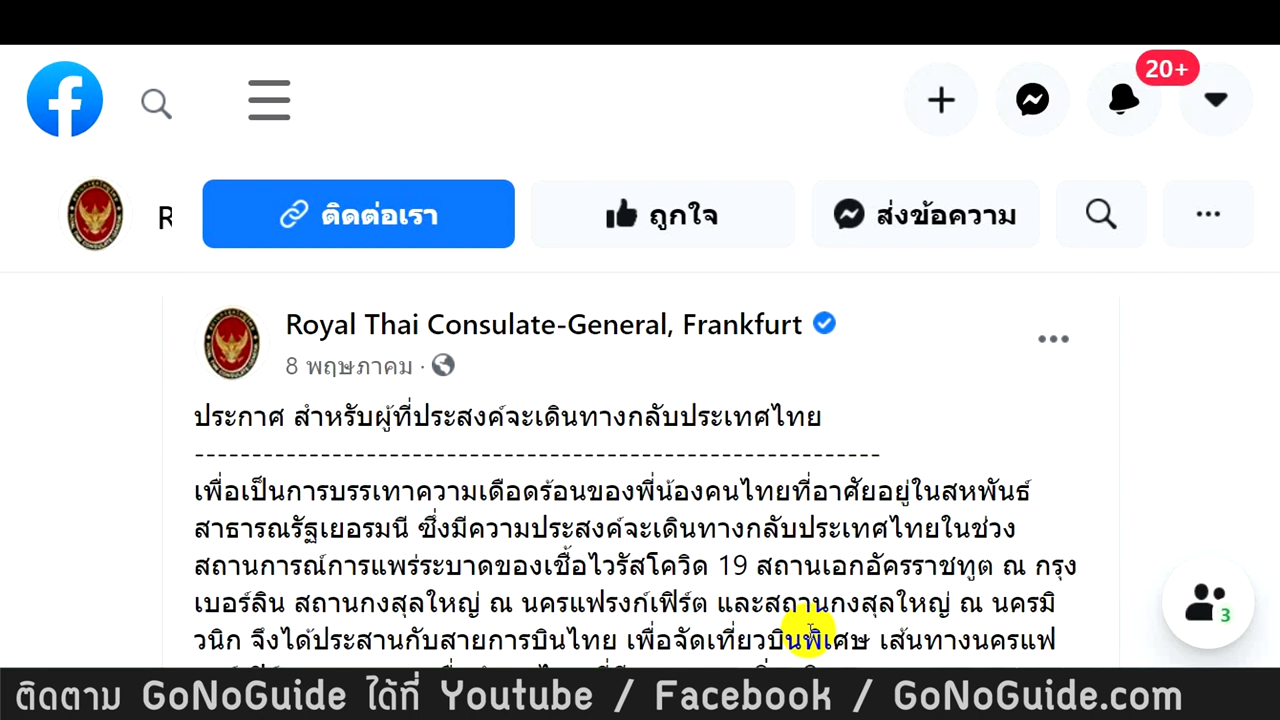 20+
R
ติดต่อเรา
ถูกใจ
ส่งข้อความ
Royal Thai Consulate-General, Frankfurt
8 พฤษภาคม ·
ประกาศ สำหรับผู้ที่ประสงค์จะเดินทางกลับประเทศไทย
------------------------------------------------------------
เพื่อเป็นการบรรเทาความเดือดร้อนของพี่น้องคนไทยที่อาศัยอยู่ในสหพันธ์
สาธารณรัฐเยอรมนี ซึ่งมีความประสงค์จะเดินทางกลับประเทศไทยในช่วง
สถานการณ์การแพร่ระบาดของเชื้อไวรัสโควิด 19 สถานเอกอัครราชทูต ณ กรุง
เบอร์ลิน สถานกงสุลใหญ่ ณ นครแฟรงก์เฟิร์ต และสถานกงสุลใหญ่ ณ นครมิ
วนิก จึงได้ประสานกับสายการบินไทย เพื่อจัดเที่ยวบินพิเศษ เส้นทางนครแฟ
3
ติดตาม GoNoGuide ได้ที่ Youtube / Facebook / GoNoGuide.com